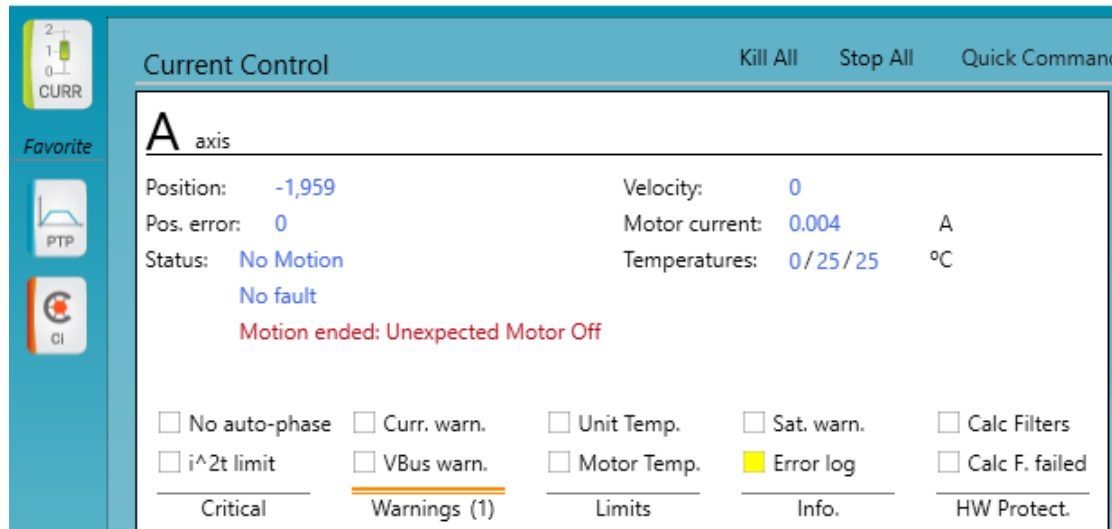 2
1
0
CURR
Favorite
PTP
CI
Current Control Kill All Stop All Quick Comman
A axis
Position: -1,959 Velocity: 0
Pos. error: 0 Motor current: 0.004 A
Status: No Motion Temperatures: 0/25/25 ºC
No fault
Motion ended: Unexpected Motor Off
No auto-phase Curr. warn. Unit Temp. Sat. warn. Calc Filters
i^2t limit VBus warn. Motor Temp. Error log Calc F. failed
Critical Warnings (1) Limits Info. HW Protect.